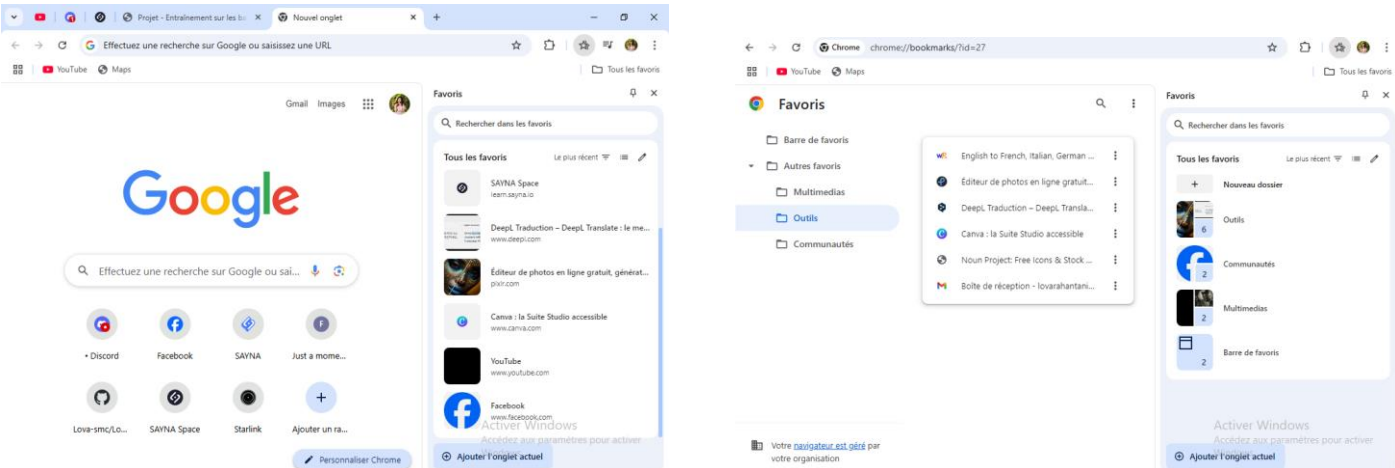 Projet - Entraînement sur les ba
Nouvel onglet
Effectuez une recherche sur Google ou saisissez une URL
YouTube
Maps
Tous les favoris
Gmail
Images
Google
Effectuez une recherche sur Google ou sai...
• Discord
Facebook
SAYNA
Just a mome...
Lova-smc/Lo...
SAYNA Space
Starlink
Ajouter un ra...
Personnaliser Chrome
Favoris
Rechercher dans les favoris
Tous les favoris
Le plus récent
SAYNA Space
learn.sayna.io
DeepL Traduction – DeepL Translate : le me...
www.deepl.com
Éditeur de photos en ligne gratuit, générat...
pixlr.com
Canva : la Suite Studio accessible
www.canva.com
YouTube
www.youtube.com
Facebook
www.facebook.com
Activer Windows
Accédez aux paramètres pour activer
Ajouter l'onglet actuel
Chrome
chrome://bookmarks/?id=27
YouTube
Maps
Tous les favoris
Favoris
Barre de favoris
Autres favoris
Multimedias
Outils
Communautés
English to French, Italian, German ...
Éditeur de photos en ligne gratuit...
DeepL Traduction – DeepL Transla...
Canva : la Suite Studio accessible
Noun Project: Free Icons & Stock ...
Boîte de réception - lovarahantani...
Votre navigateur est géré par
votre organisation
Favoris
Rechercher dans les favoris
Tous les favoris
Le plus récent
Nouveau dossier
Outils
6
Communautés
2
Multimedias
2
Barre de favoris
2
Activer Windows
Accédez aux paramètres pour activer
Ajouter l'onglet actuel